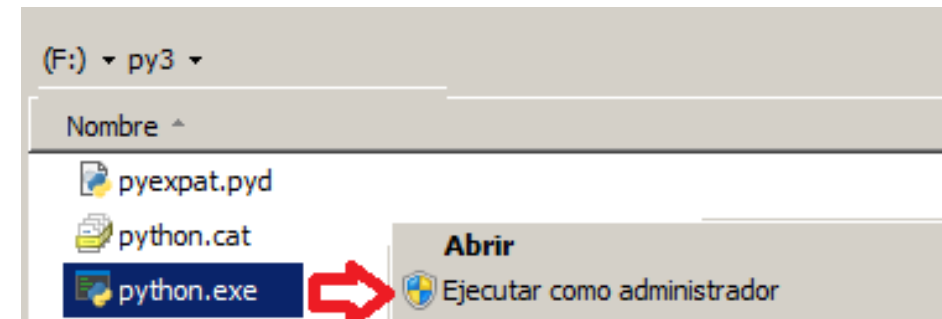 (F:) py3
Nombre
pyexpat.pyd
python.cat
Abrir
python.exe
Ejecutar como administrador